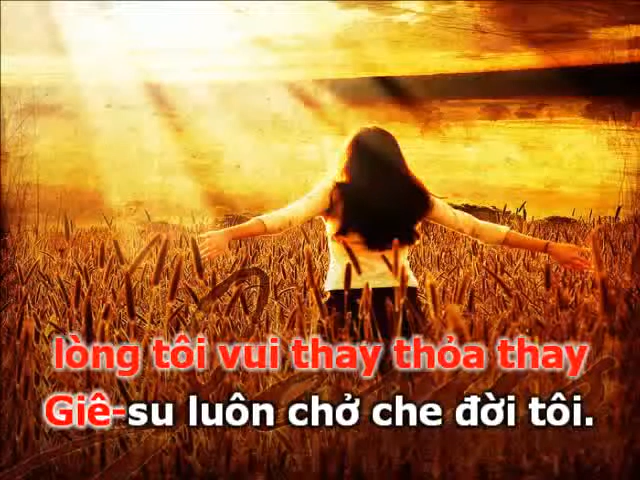 lòng tôi vui thay thỏa thay
Giê-su luôn chở che đời tôi.